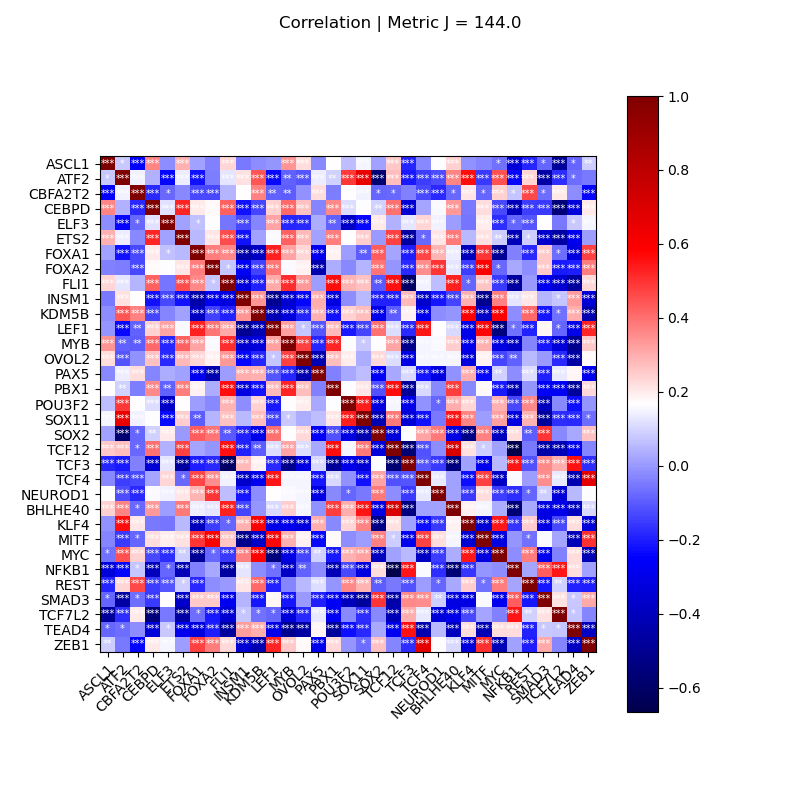 Correlation | Metric J = 144.0
ASCL1
ATF2
CBFA2T2
CEBPD
ELF3
ETS2
FOXA1
FOXA2
FLI1
INSM1
KDM5B
LEF1
MYB
OVOL2
PAX5
PBX1
POU3F2
SOX11
SOX2
TCF12
TCF3
TCF4
NEUROD1
BHLHE40
KLF4
MITF
MYC
NFKB1
REST
SMAD3
TCF7L2
TEAD4
ZEB1
ASCL1
ATF2
CBFA2T2
CEBPD
ELF3
ETS2
FOXA1
FOXA2
FLI1
INSM1
KDM5B
LEF1
MYB
OVOL2
PAX5
PBX1
POU3F2
SOX11
SOX2
TCF12
TCF3
TCF4
NEUROD1
BHLHE40
KLF4
MITF
MYC
NFKB1
REST
SMAD3
TCF7L2
TEAD4
ZEB1
1.0
0.8
0.6
0.4
0.2
0.0
−0.2
−0.4
−0.6